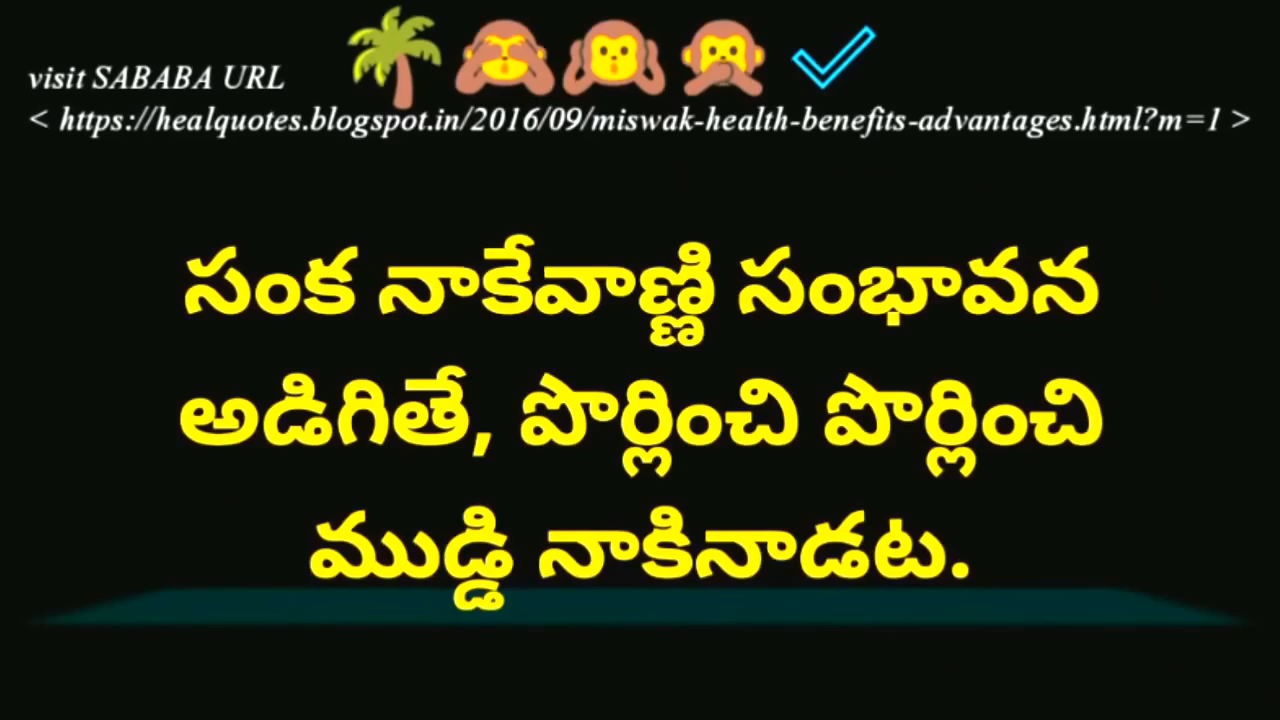 visit SABABA URL
< https://healquotes.blogspot.in/2016/09/miswak-health-benefits-advantages.html?m=1 >
సంక నాకేవాణ్ణి సంభావన
అడిగితే, పొర్లించి పొర్లించి
ముడ్డి నాకినాడట.